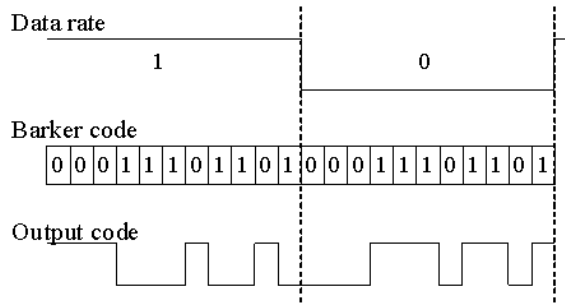 Data rate
1 0
Barker code
0 0 0 1 1 1 0 1 1 0 1 0 0 0 1 1 1 0 1 1 0 1
Output code